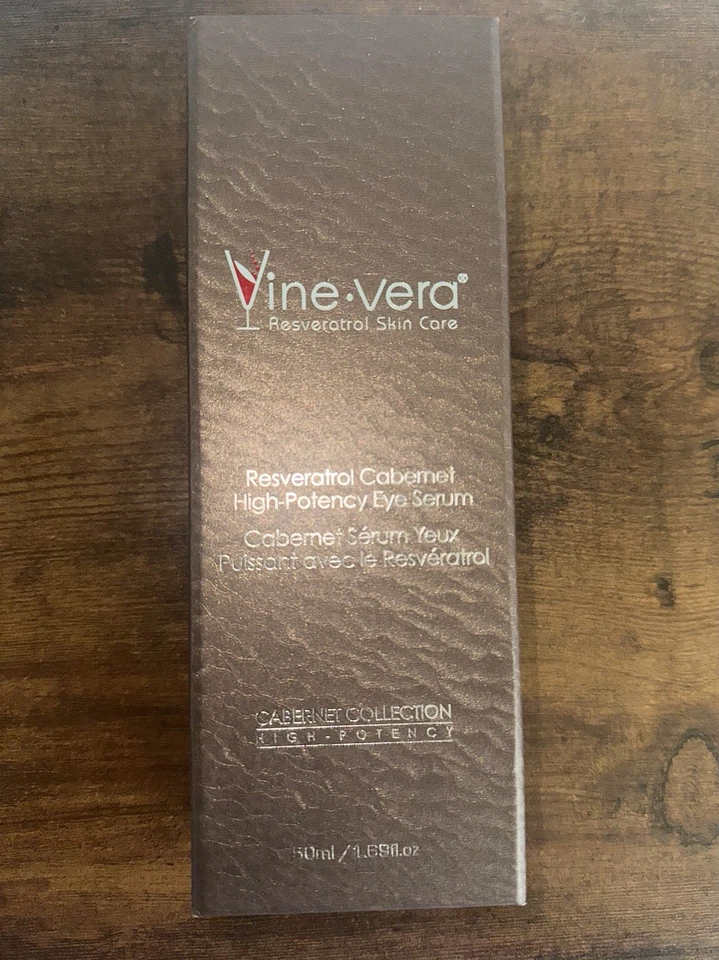 Vine·vera®
Resveratrol Skin Care
Resveratrol Cabernet
High-Potency Eye Serum
Cabernet Sérum Yeux
Puissant avec le Resvératrol
CABERNET COLLECTION
HIGH-POTENCY
50ml / 1.69fl.oz